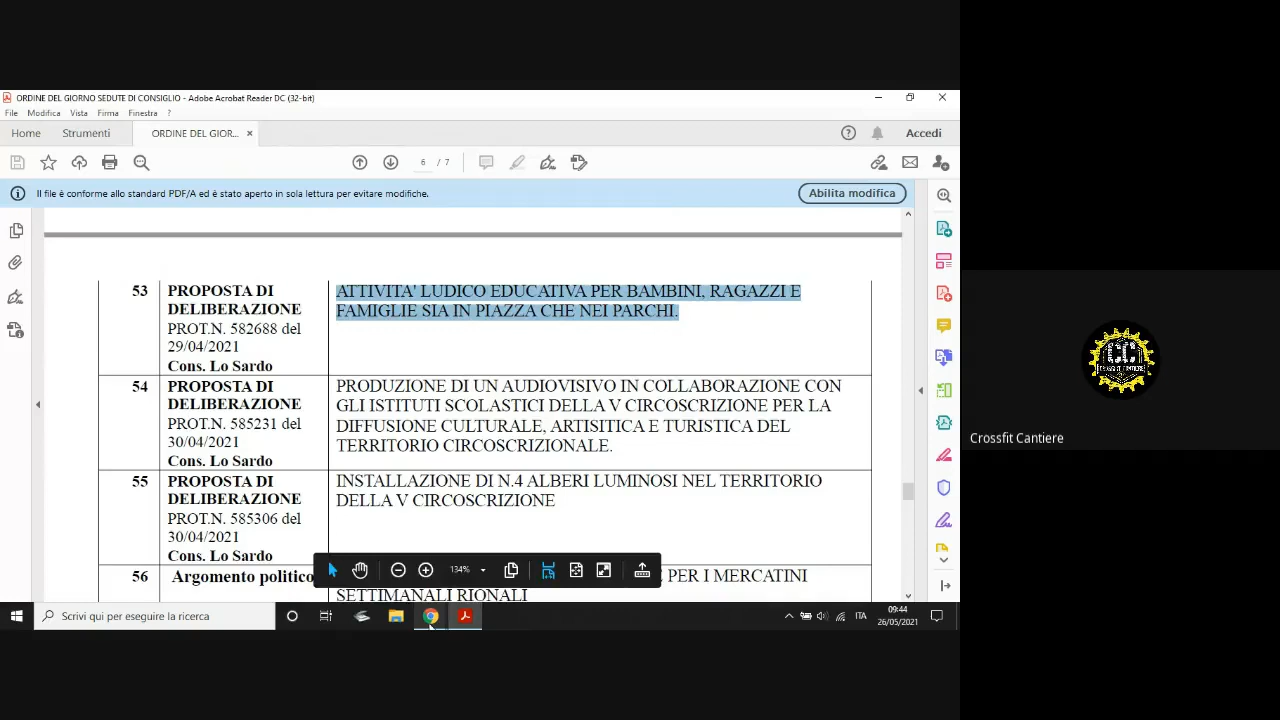 ORDINE DEL GIORNO SEDUTE DI CONSIGLIO - Adobe Acrobat Reader DC (32-bit)
File Modifica Vista Firma Finestra ?
Home Strumenti ORDINE DEL GIOR... × Accedi
6 / 7
Il file è conforme allo standard PDF/A ed è stato aperto in sola lettura per evitare modifiche.
Abilita modifica
53 PROPOSTA DI
DELIBERAZIONE
PROT.N. 582688 del
29/04/2021
Cons. Lo Sardo
ATTIVITA' LUDICO EDUCATIVA PER BAMBINI, RAGAZZI E
FAMIGLIE SIA IN PIAZZA CHE NEI PARCHI.
54 PROPOSTA DI
DELIBERAZIONE
PROT.N. 585231 del
30/04/2021
Cons. Lo Sardo
PRODUZIONE DI UN AUDIOVISIVO IN COLLABORAZIONE CON
GLI ISTITUTI SCOLASTICI DELLA V CIRCOSCRIZIONE PER LA
DIFFUSIONE CULTURALE, ARTISITICA E TURISTICA DEL
TERRITORIO CIRCOSCRIZIONALE.
55 PROPOSTA DI
DELIBERAZIONE
PROT.N. 585306 del
30/04/2021
Cons. Lo Sardo
INSTALLAZIONE DI N.4 ALBERI LUMINOSI NEL TERRITORIO
DELLA V CIRCOSCRIZIONE
56 Argomento politico
PER I MERCATINI
SETTIMANALI RIONALI
134%
Scrivi qui per eseguire la ricerca
ITA
09:44
26/05/2021
Crossfit Cantiere